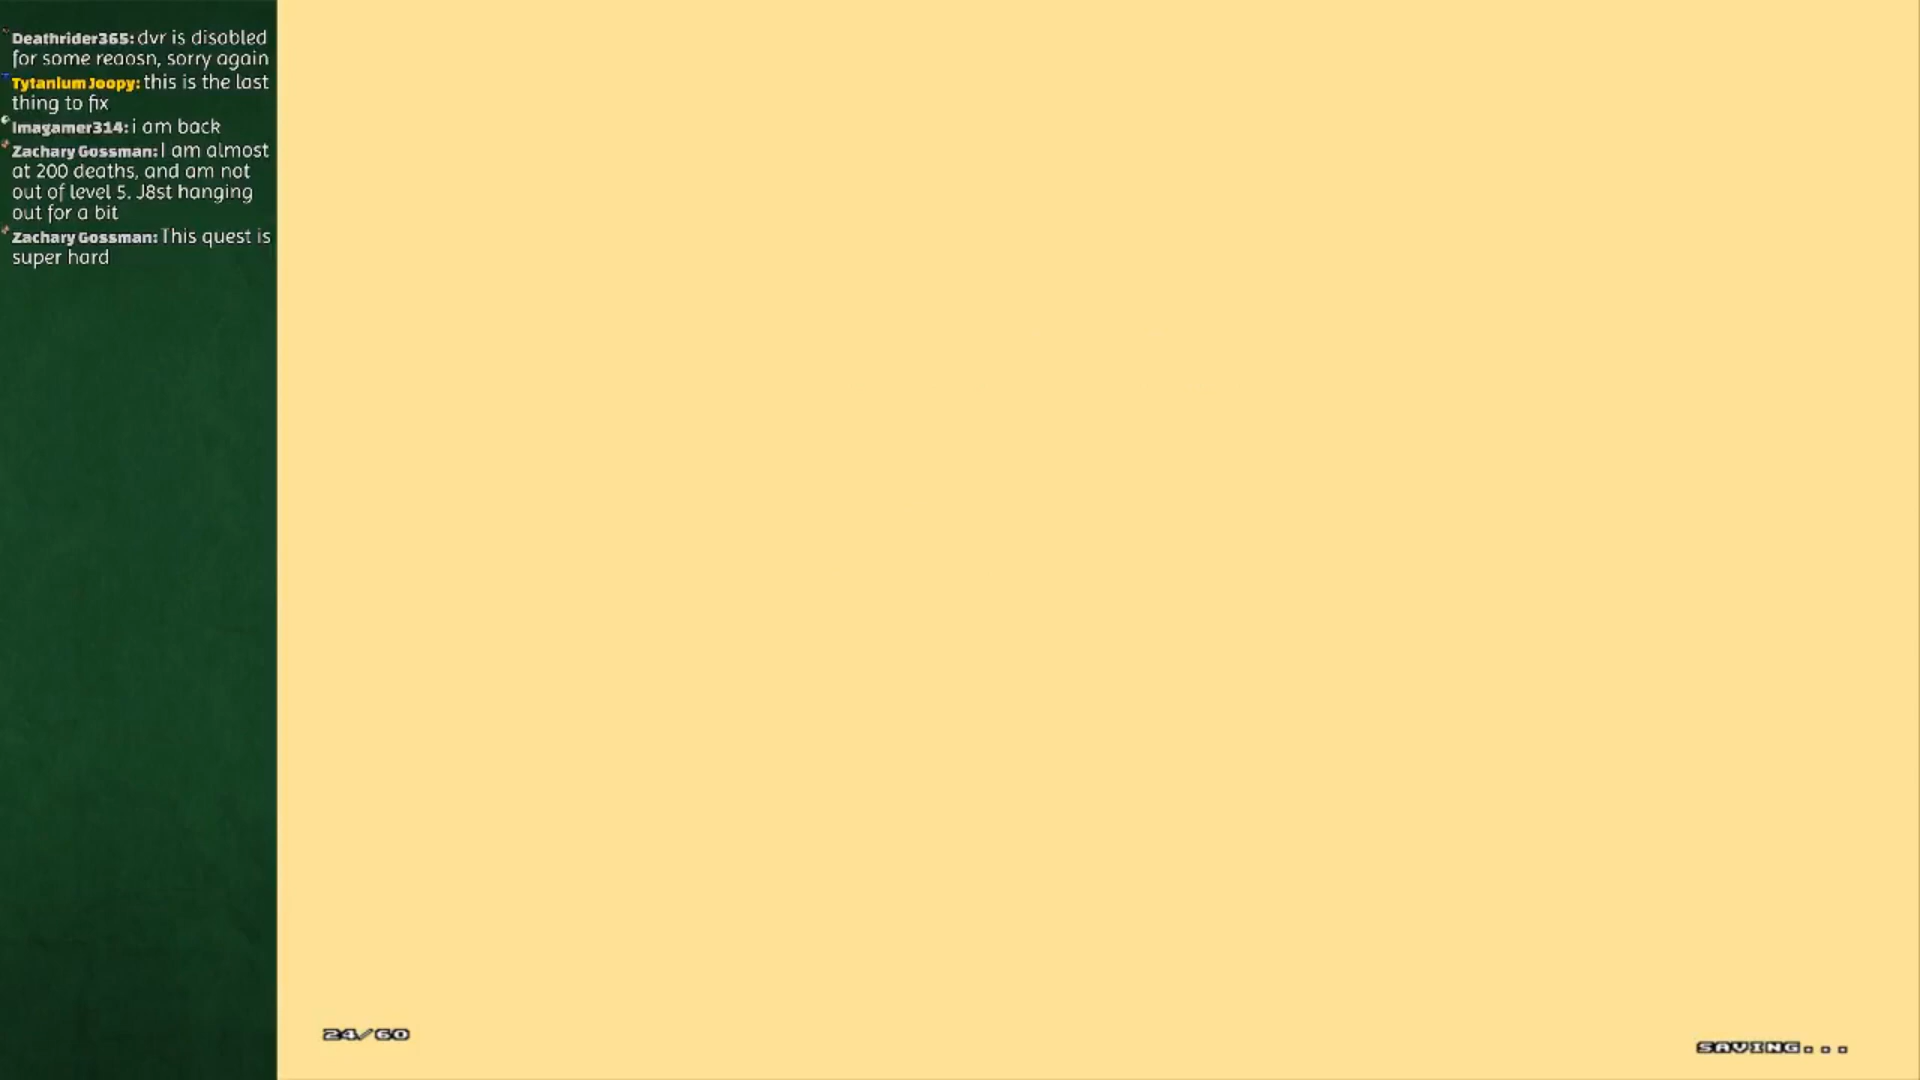 Deathrider365: dvr is disabled
for some reaosn, sorry again
Tytanium Joopy: this is the last
thing to fix
Imagamer314: i am back
Zachary Gossman: I am almost
at 200 deaths, and am not
out of level 5. J8st hanging
out for a bit
Zachary Gossman: This quest is
super hard
24/60
SAVING...